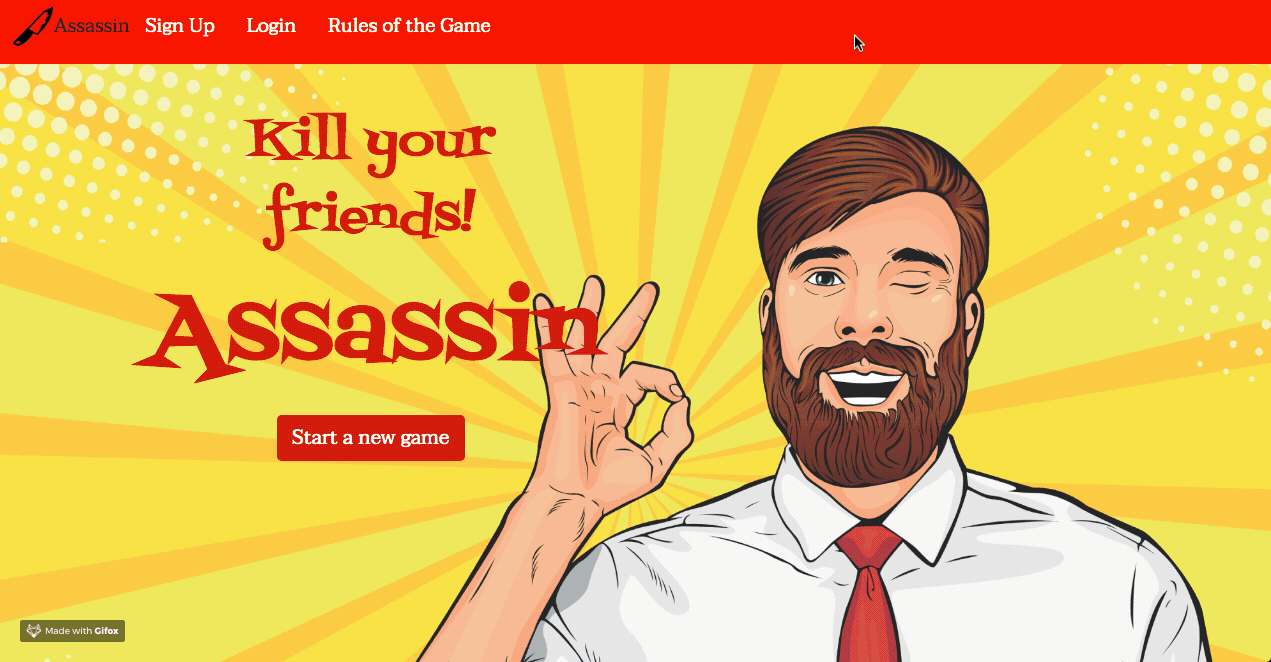 Assassin Sign Up Login Rules of the Game
Kill your
friends!
Assassin
Start a new game
Made with Gifox